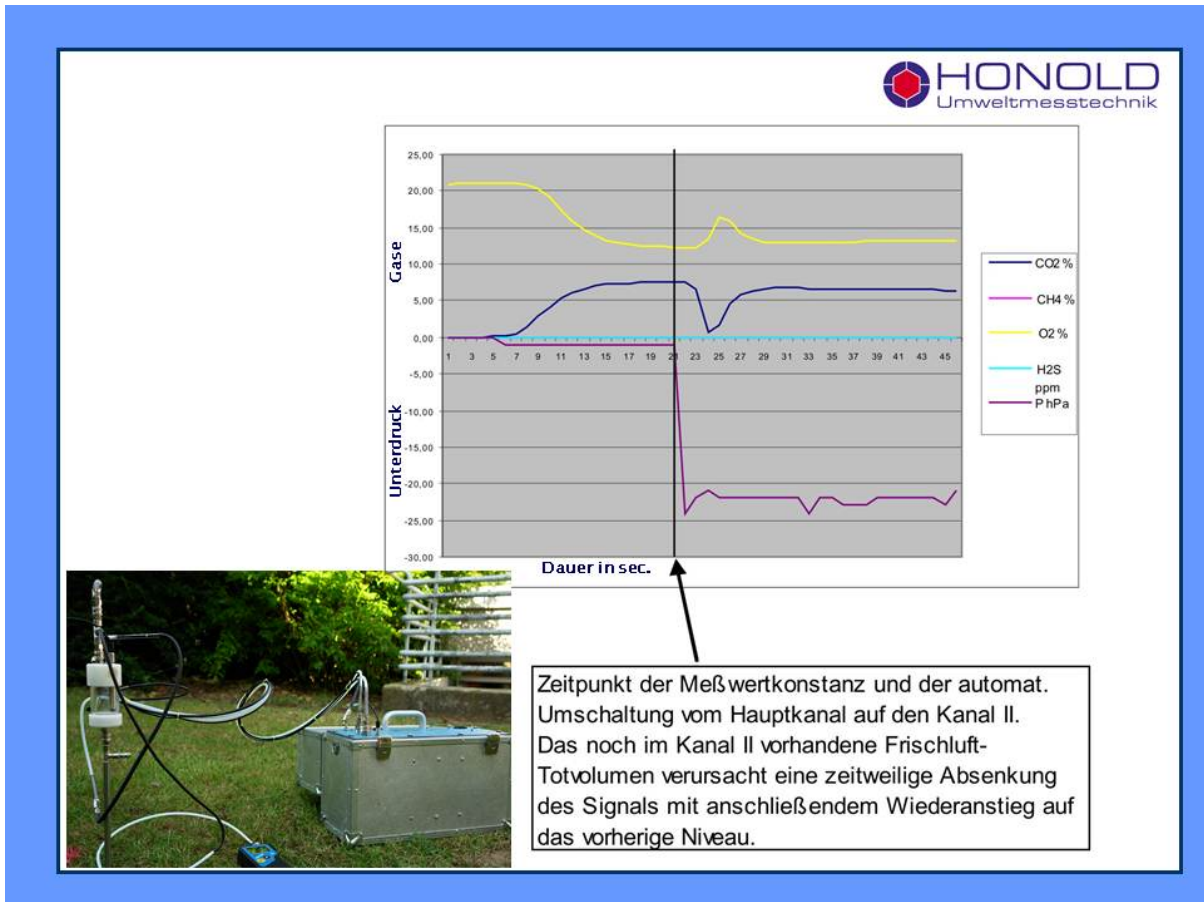 HONOLD
Umweltmesstechnik
25,00
20,00
15,00
10,00
5,00
0,00
-5,00
-10,00
-15,00
-20,00
-25,00
-30,00
Gase
Unterdruck
1 3 5 7 9 11 13 15 17 19 21 23 25 27 29 31 33 35 37 39 41 43 45
Dauer in sec.
CO2 %
CH4 %
O2 %
H2S
ppm
P hPa
Zeitpunkt der Meßwertkonstanz und der automat.
Umschaltung vom Hauptkanal auf den Kanal II.
Das noch im Kanal II vorhandene Frischluft-
Totvolumen verursacht eine zeitweilige Absenkung
des Signals mit anschließendem Wiederanstieg auf
das vorherige Niveau.